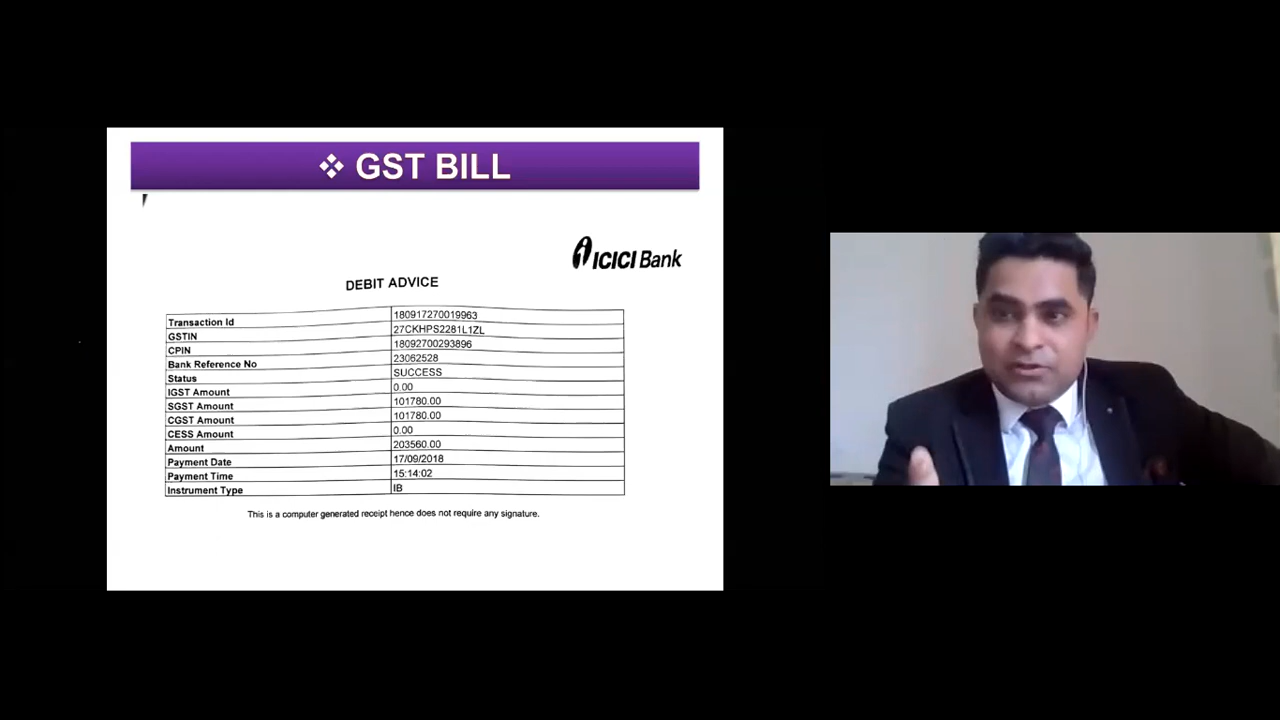 ❖ GST BILL
ICICI Bank
DEBIT ADVICE
Transaction Id 180917270019963
GSTIN 27CKHPS2281L1ZL
CPIN 18092700293896
Bank Reference No 23062528
Status SUCCESS
IGST Amount 0.00
SGST Amount 101780.00
CGST Amount 101780.00
CESS Amount 0.00
Amount 203560.00
Payment Date 17/09/2018
Payment Time 15:14:02
Instrument Type IB
This is a computer generated receipt hence does not require any signature.